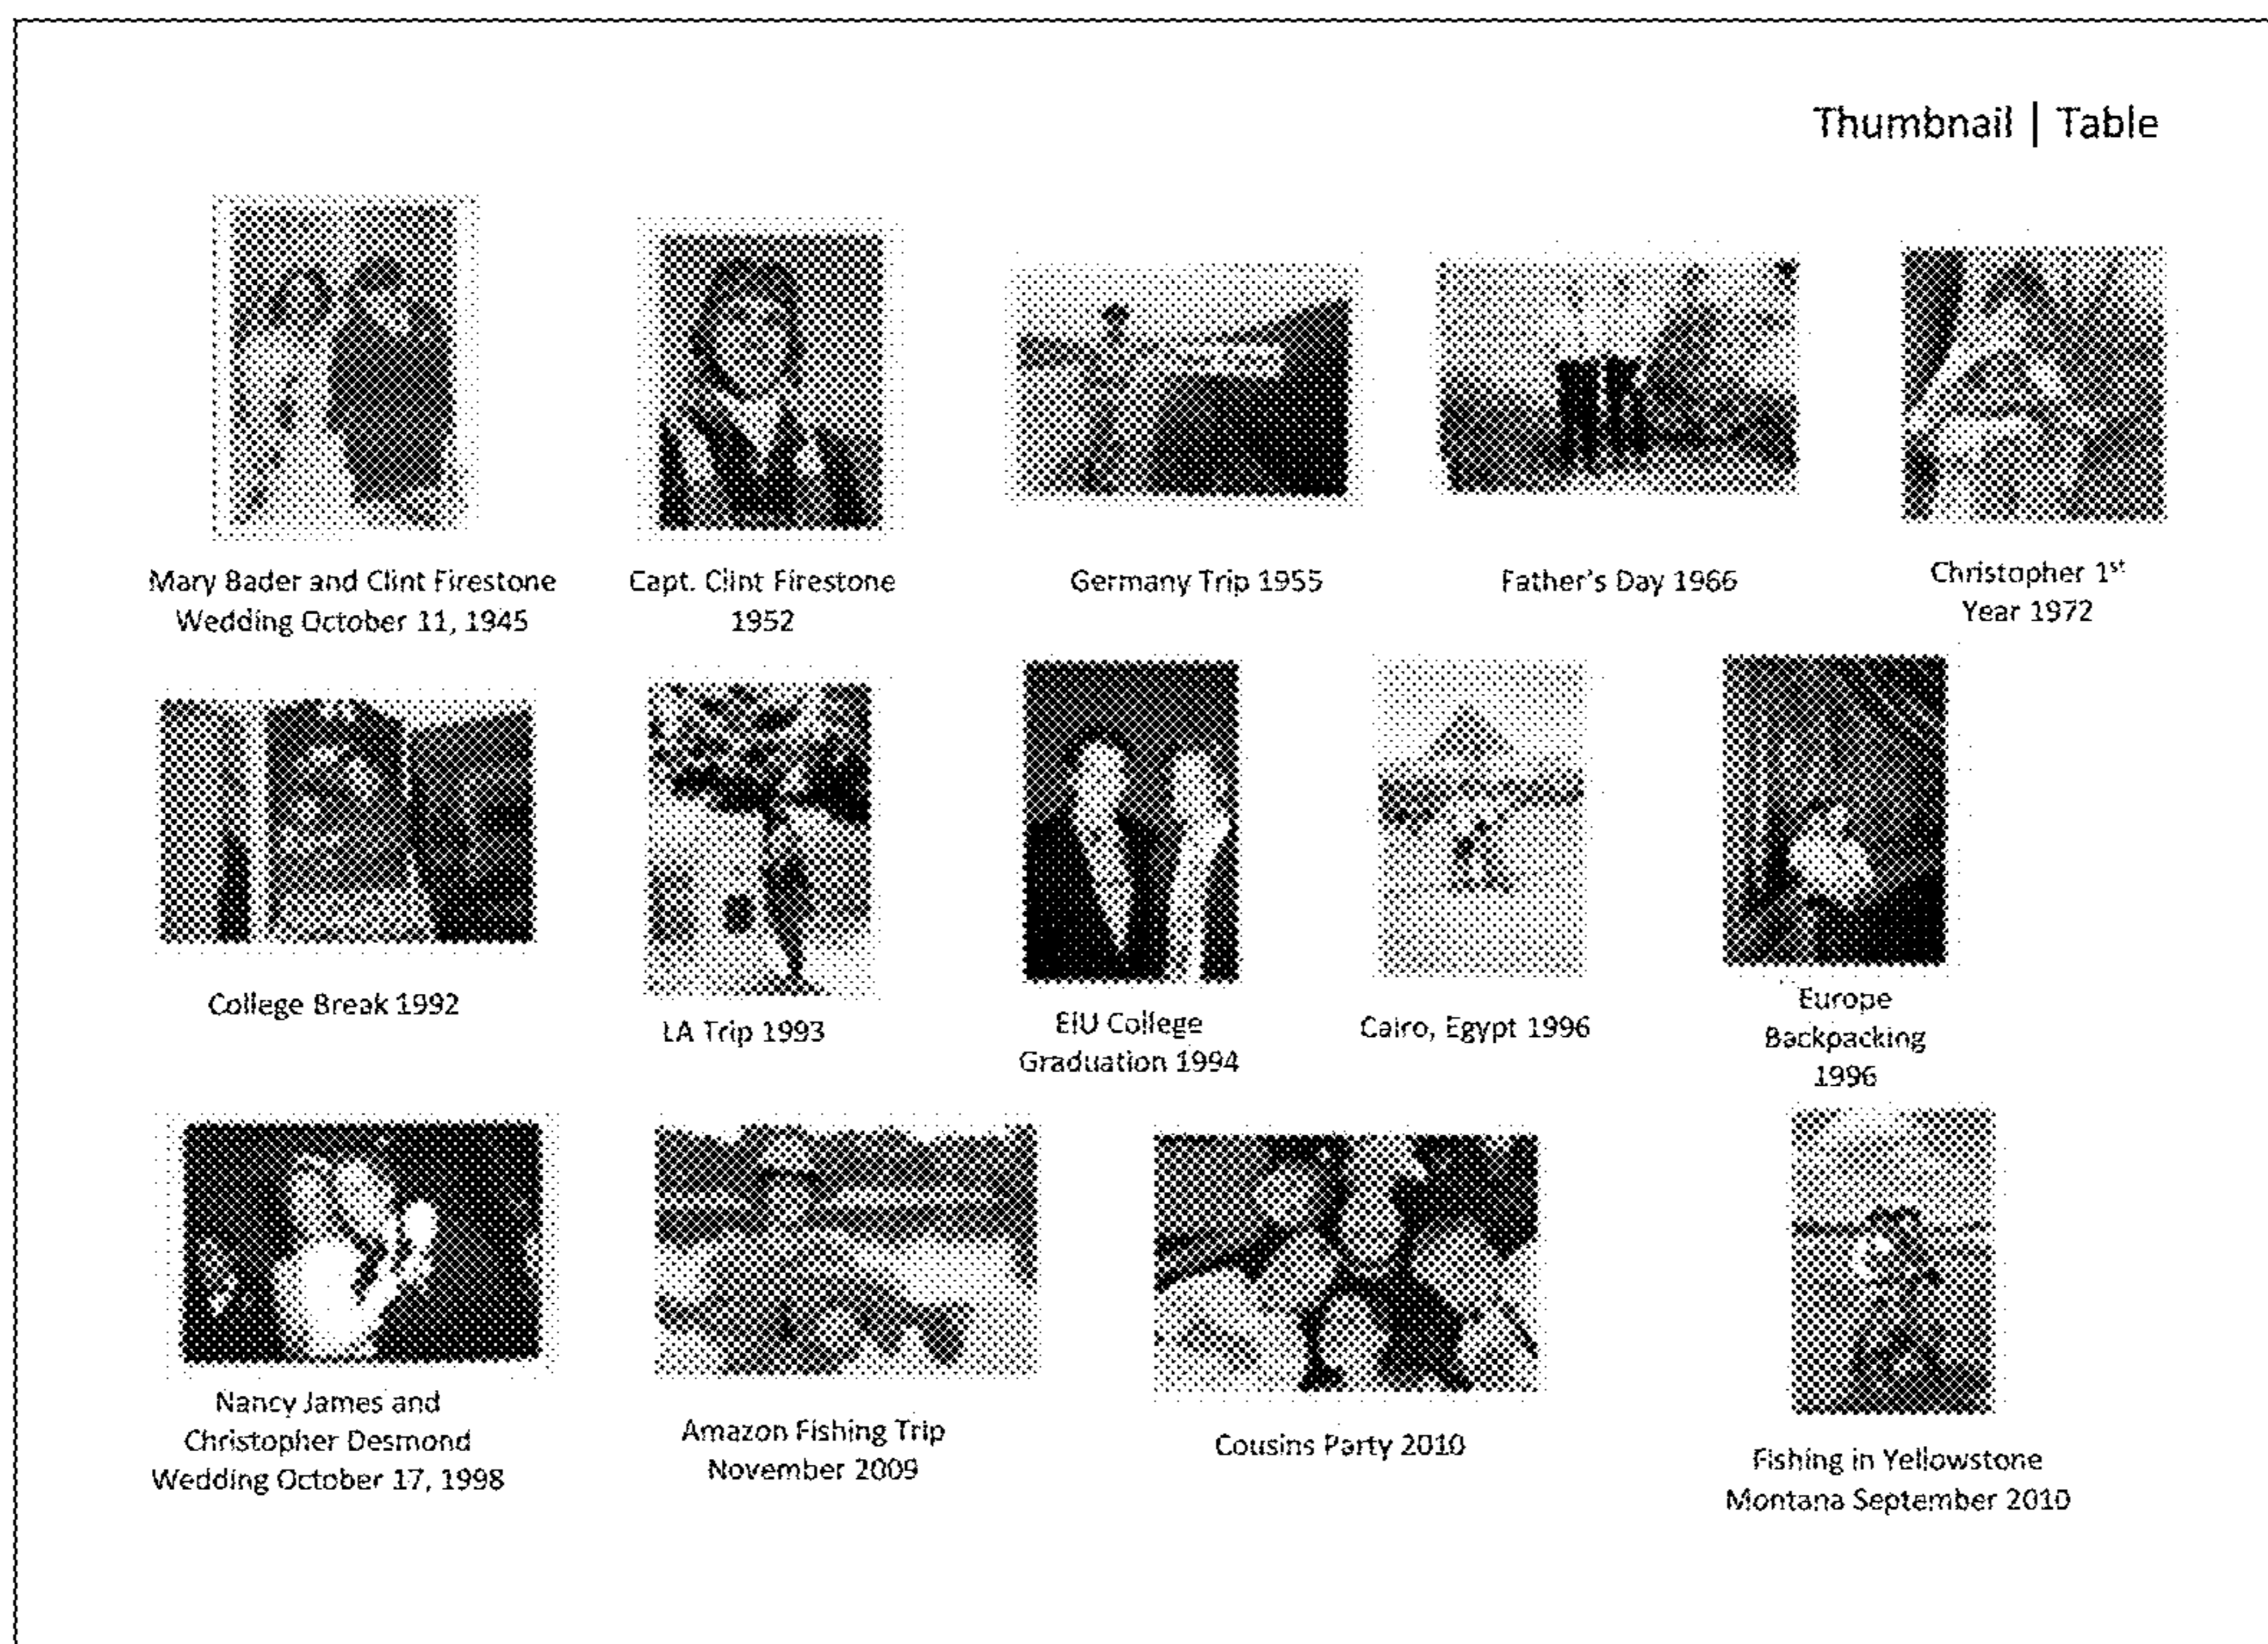 Thumbnail | Table
Mary Bader and Clint Firestone
Wedding October 11, 1945
Capt. Clint Firestone
1952
Germany Trip 1955
Father's Day 1966
Christopher 1st
Year 1972
College Break 1992
LA Trip 1993
EIU College
Graduation 1994
Cairo, Egypt 1996
Europe
Backpacking
1996
Nancy James and
Christopher Desmond
Wedding October 17, 1998
Amazon Fishing Trip
November 2009
Cousins Party 2010
Fishing in Yellowstone
Montana September 2010